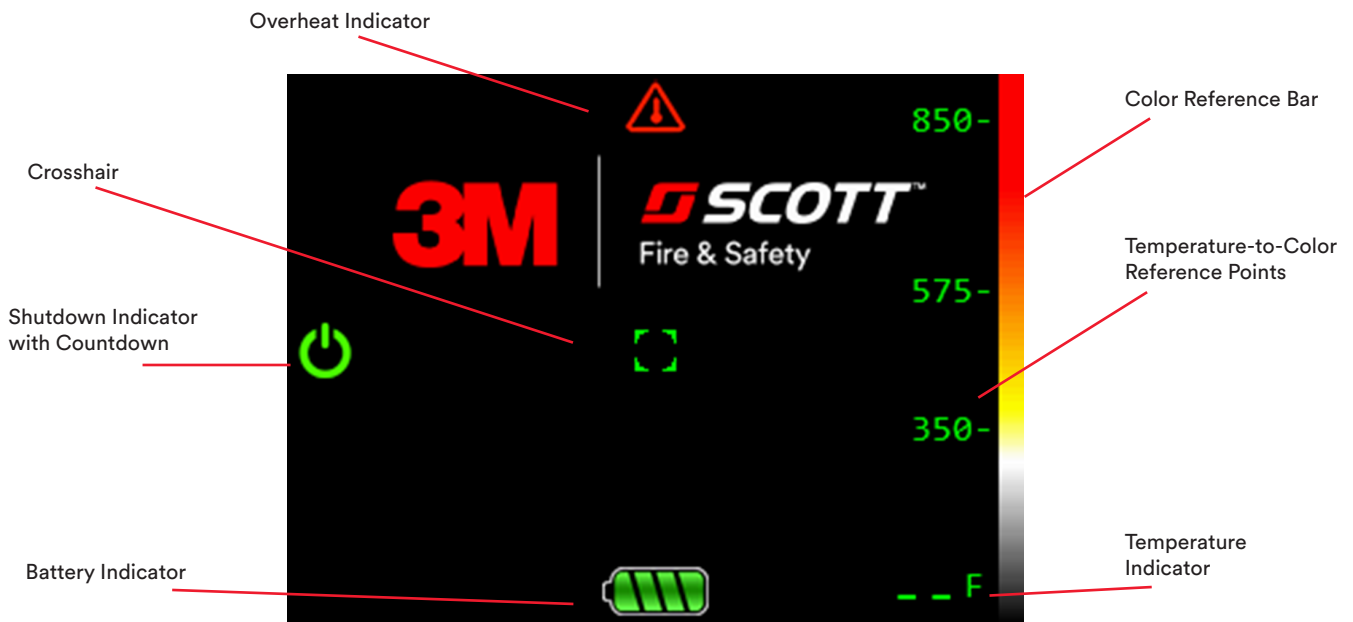 Overheat Indicator
Color Reference Bar
850-
Crosshair
3M
SCOTT™
Fire & Safety
Temperature-to-Color
Reference Points
575-
Shutdown Indicator
with Countdown
350-
Temperature
Indicator
Battery Indicator
-- F